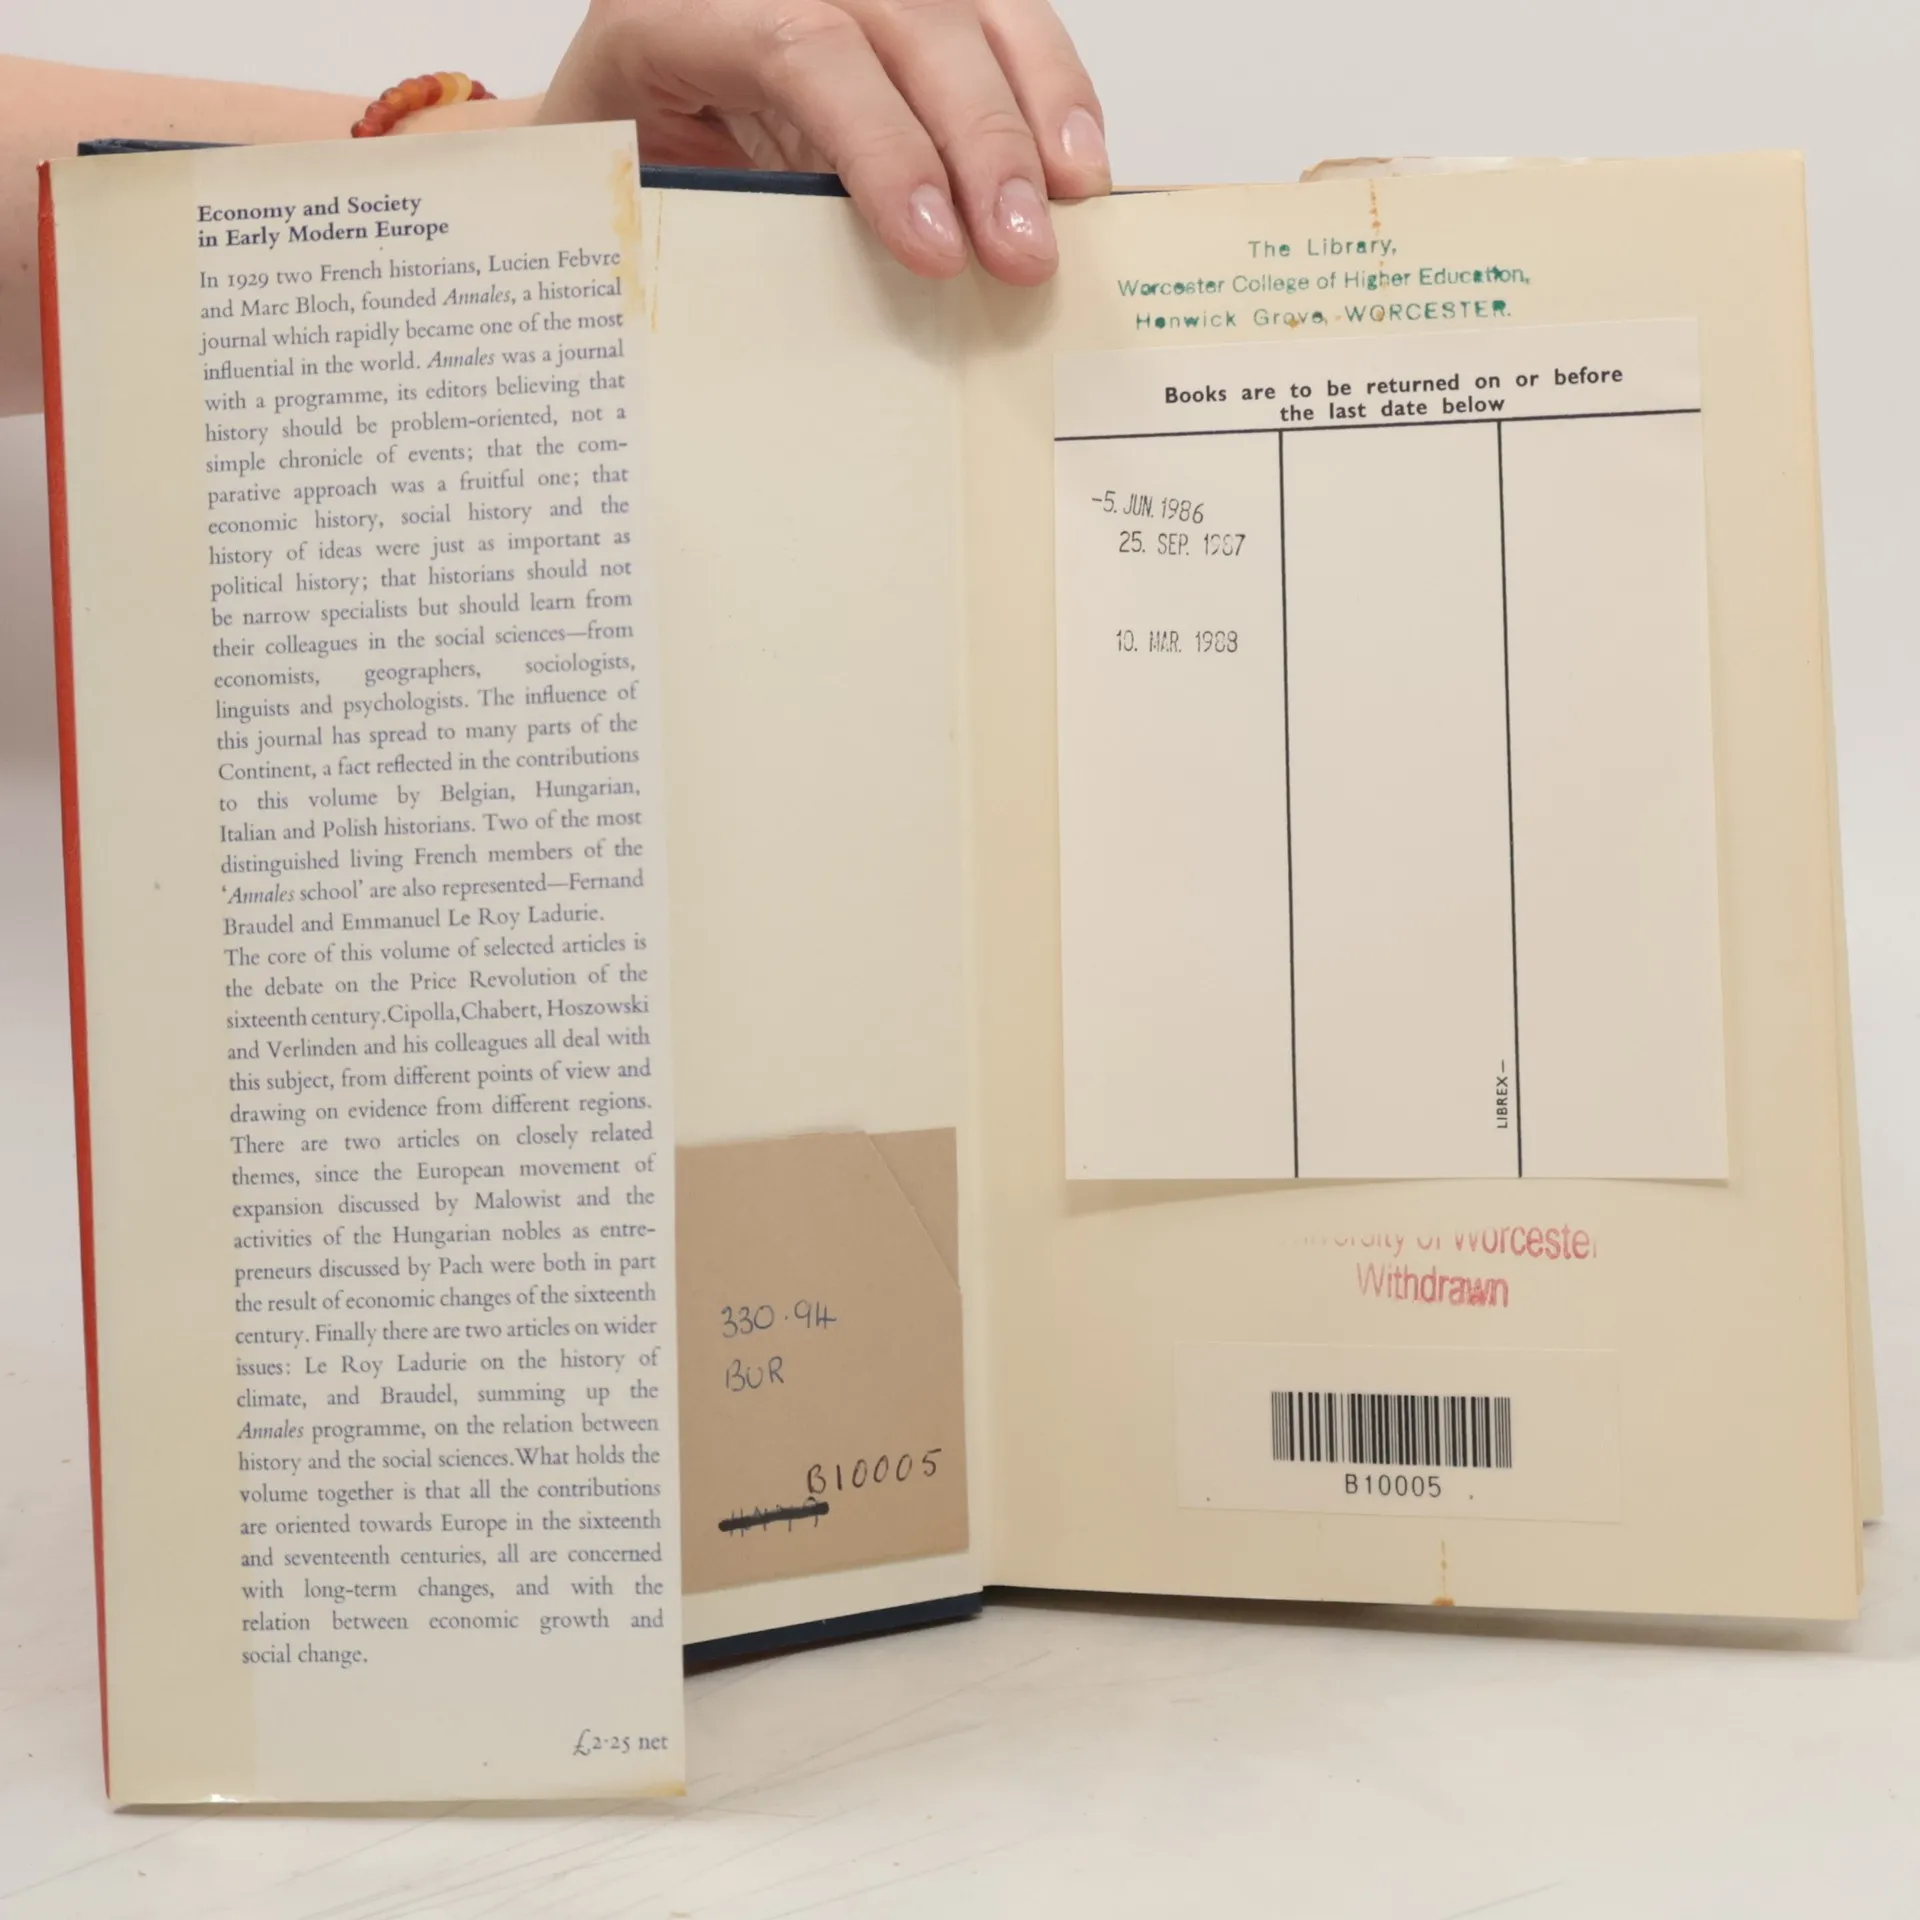 Economy and Society
in Early Modern Europe
In 1929 two French historians, Lucien Febvre
and Marc Bloch, founded Annales, a historical
journal which rapidly became one of the most
influential in the world. Annales was a journal
with a programme, its editors believing that
history should be problem-oriented, not a
simple chronicle of events; that the com-
parative approach was a fruitful one; that
economic history, social history and the
history of ideas were just as important as
political history; that historians should not
be narrow specialists but should learn from
their colleagues in the social sciences—from
economists, geographers, sociologists,
linguists and psychologists. The influence of
this journal has spread to many parts of the
Continent, a fact reflected in the contributions
to this volume by Belgian, Hungarian,
Italian and Polish historians. Two of the most
distinguished living French members of the
‘Annales school’ are also represented—Fernand
Braudel and Emmanuel Le Roy Ladurie.
The core of this volume of selected articles is
the debate on the Price Revolution of the
sixteenth century. Cipolla, Chabert, Hoszowski
and Verlinden and his colleagues all deal with
this subject, from different points of view and
drawing on evidence from different regions.
There are two articles on closely related
themes, since the European movement of
expansion discussed by Malowist and the
activities of the Hungarian nobles as entre-
preneurs discussed by Pach were both in part
the result of economic changes of the sixteenth
century. Finally there are two articles on wider
issues: Le Roy Ladurie on the history of
climate, and Braudel, summing up the
Annales programme, on the relation between
history and the social sciences. What holds the
volume together is that all the contributions
are oriented towards Europe in the sixteenth
and seventeenth centuries, all are concerned
with long-term changes, and with the
relation between economic growth and
social change.
£2·25 net
330.94
BUR
B10005
The Library,
Worcester College of Higher Education,
Henwick Grove, WORCESTER.
Books are to be returned on or before
the last date below
-5. JUN. 1986
25. SEP. 1987
10. MAR. 1988
LIBREX—
of Worcester
Withdrawn
B10005